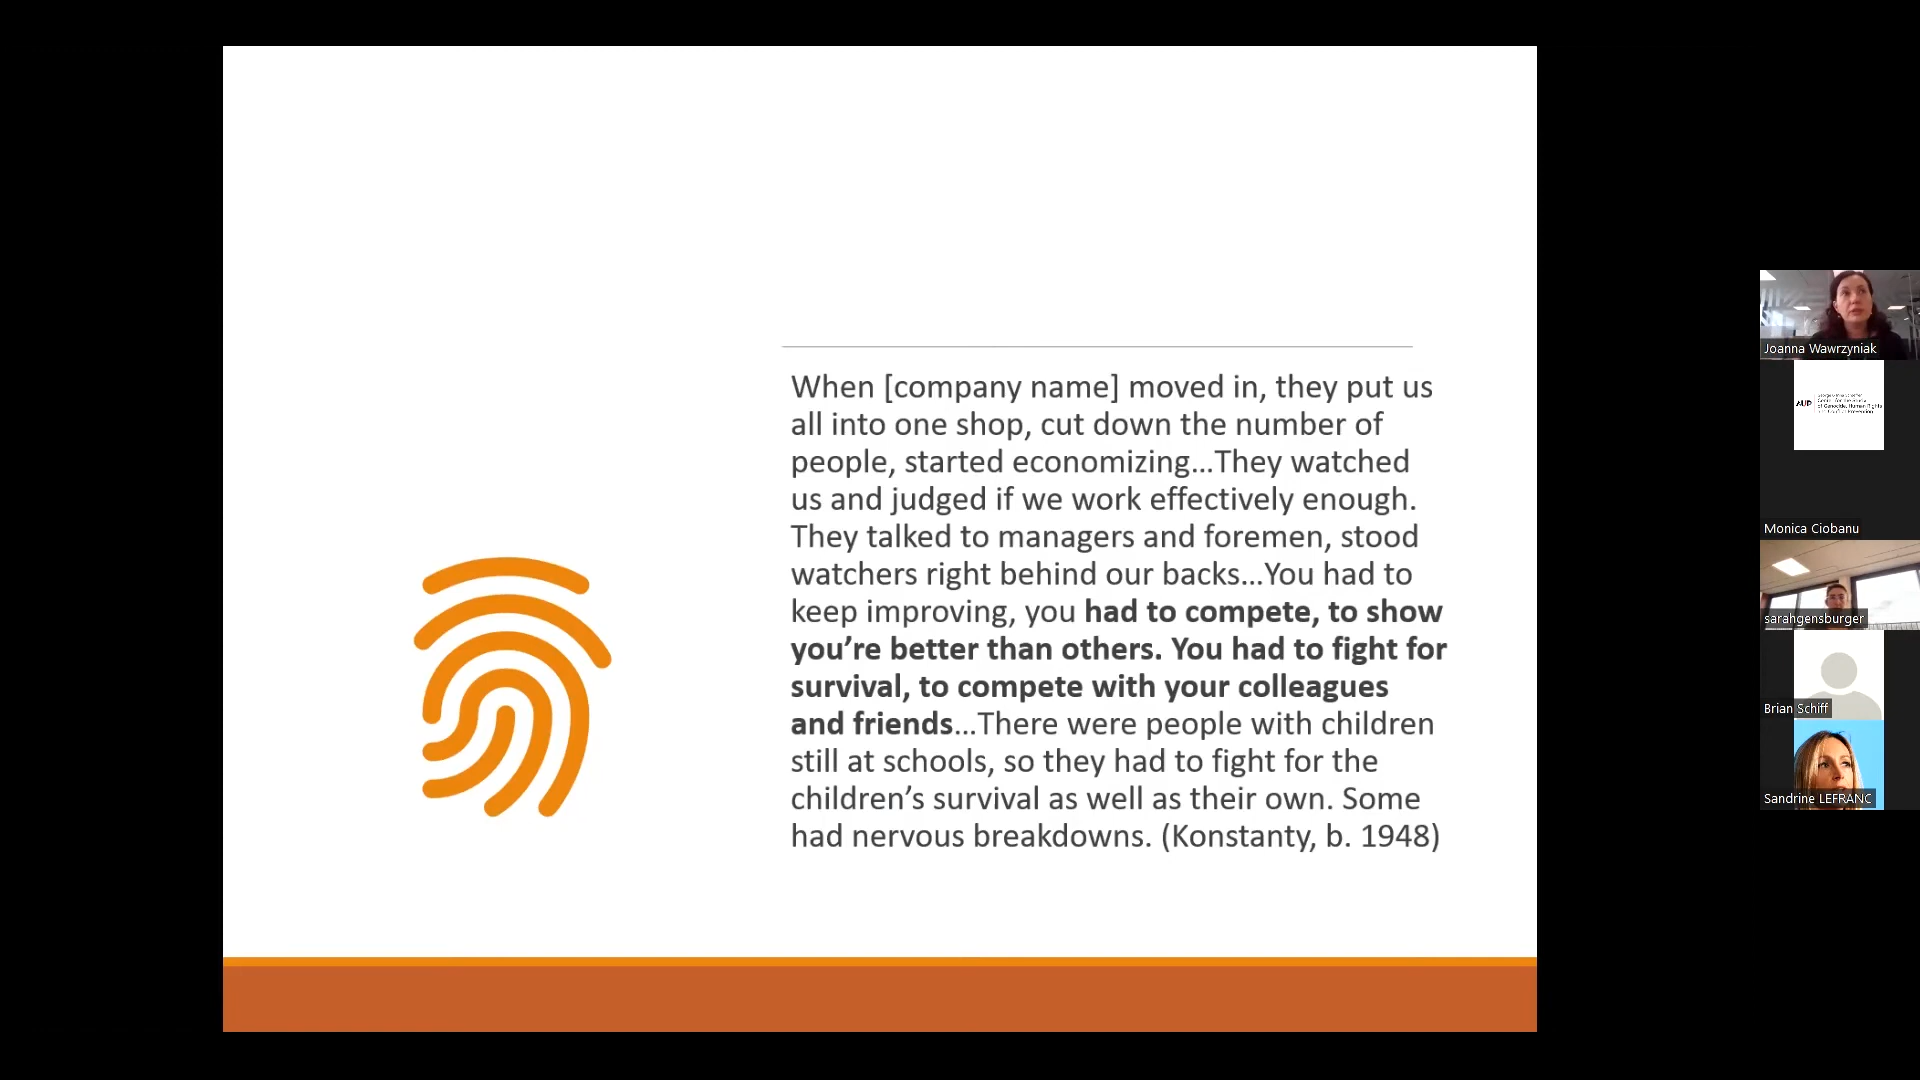 When [company name] moved in, they put us
all into one shop, cut down the number of
people, started economizing...They watched
us and judged if we work effectively enough.
They talked to managers and foremen, stood
watchers right behind our backs...You had to
keep improving, you had to compete, to show
you’re better than others. You had to fight for
survival, to compete with your colleagues
and friends...There were people with children
still at schools, so they had to fight for the
children’s survival as well as their own. Some
had nervous breakdowns. (Konstanty, b. 1948)
Joanna Wawrzyniak
AUP
of Genocide, Human Rights
Monica Ciobanu
sarahgensburger
Brian Schiff
Sandrine LEFRANC